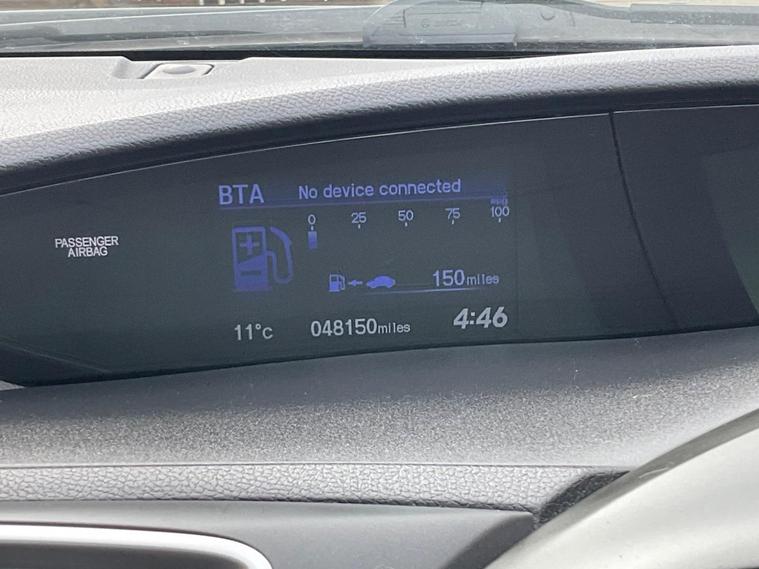 BTA No device connected
0 25 50 75 100
PASSENGER
AIRBAG
150miles
11°C 048150miles 4:46